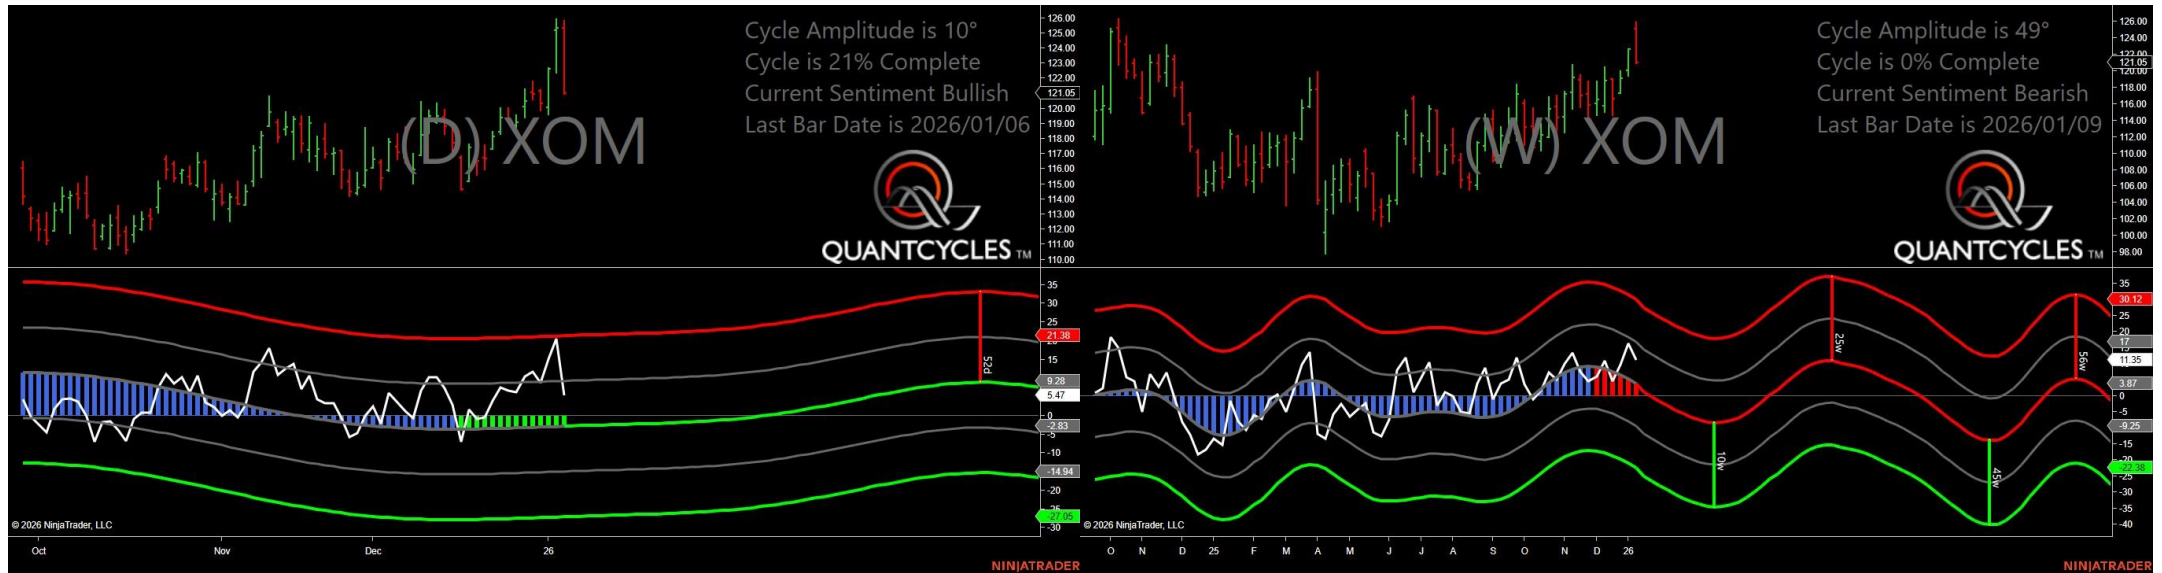 Cycle Amplitude is 10°
Cycle is 21% Complete
Current Sentiment Bullish
Last Bar Date is 2026/01/06
(D) XOM
QUANTCYCLES TM
126.00
125.00
124.00
123.00
122.00
121.05
120.00
119.00
118.00
117.00
116.00
115.00
114.00
113.00
112.00
111.00
110.00
35
30
25
21.38
15
9.28
5.47
0
-2.83
-5
-10
-14.94
-20
-27.05
-30
52d
© 2026 NinjaTrader, LLC
Oct Nov Dec 26
NINJATRADER
Cycle Amplitude is 49°
Cycle is 0% Complete
Current Sentiment Bearish
Last Bar Date is 2026/01/09
(W) XOM
QUANTCYCLES TM
126.00
124.00
122.00
121.05
120.00
118.00
116.00
114.00
112.00
110.00
108.00
106.00
104.00
102.00
100.00
98.00
35
30.12
25
20
17
11.35
3.87
0
-5
-9.25
-15
-22.38
-25
-30
-35
-40
10w
25w
45w
56w
© 2026 NinjaTrader, LLC
O N D 25 F M A M J J A S O N D 26
NINJATRADER